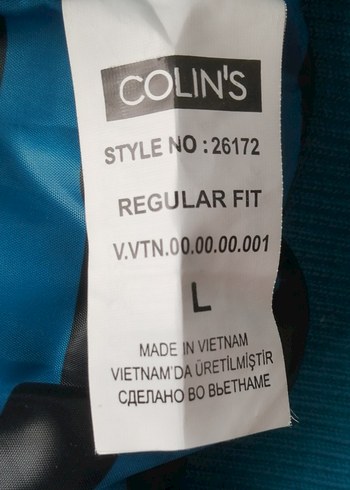 COLIN'S
STYLE NO : 26172
REGULAR FIT
V.VTN.00.00.00.001
L
MADE IN VIETNAM
VIETNAM'DA ÜRETİLMİŞTİR
СДЕЛАНО ВО ВЬЕТНАМЕ